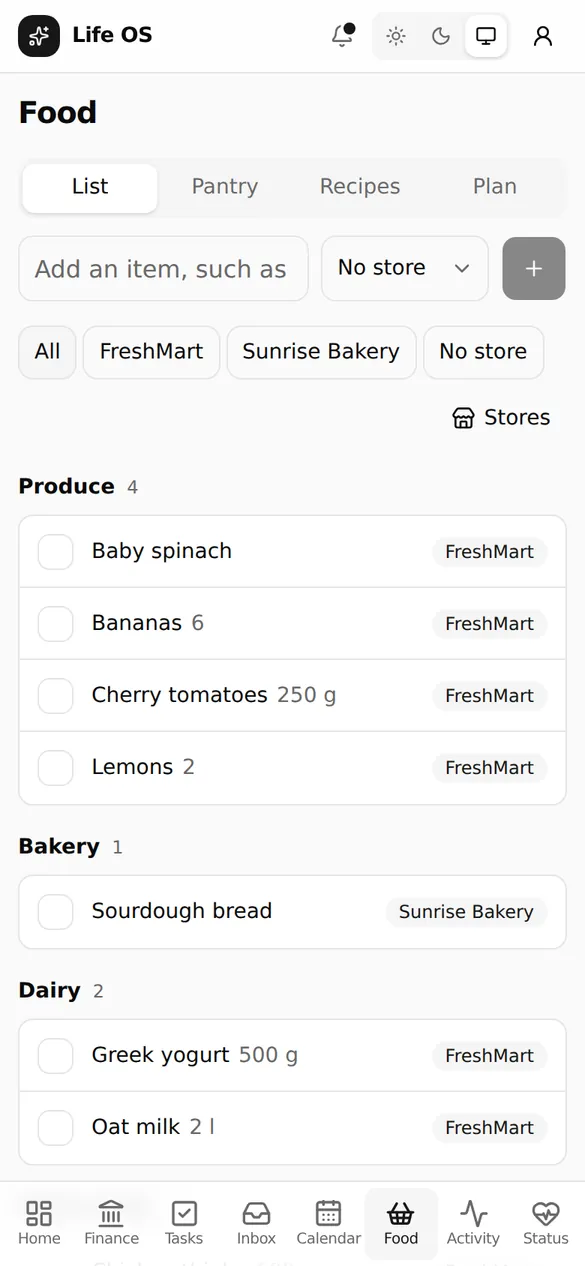 Life OS
Food
List Pantry Recipes Plan
Add an item, such as No store +
All FreshMart Sunrise Bakery No store
Stores
Produce 4
Baby spinach FreshMart
Bananas 6 FreshMart
Cherry tomatoes 250 g FreshMart
Lemons 2 FreshMart
Bakery 1
Sourdough bread Sunrise Bakery
Dairy 2
Greek yogurt 500 g FreshMart
Oat milk 2 l FreshMart
Home Finance Tasks Inbox Calendar Food Activity Status